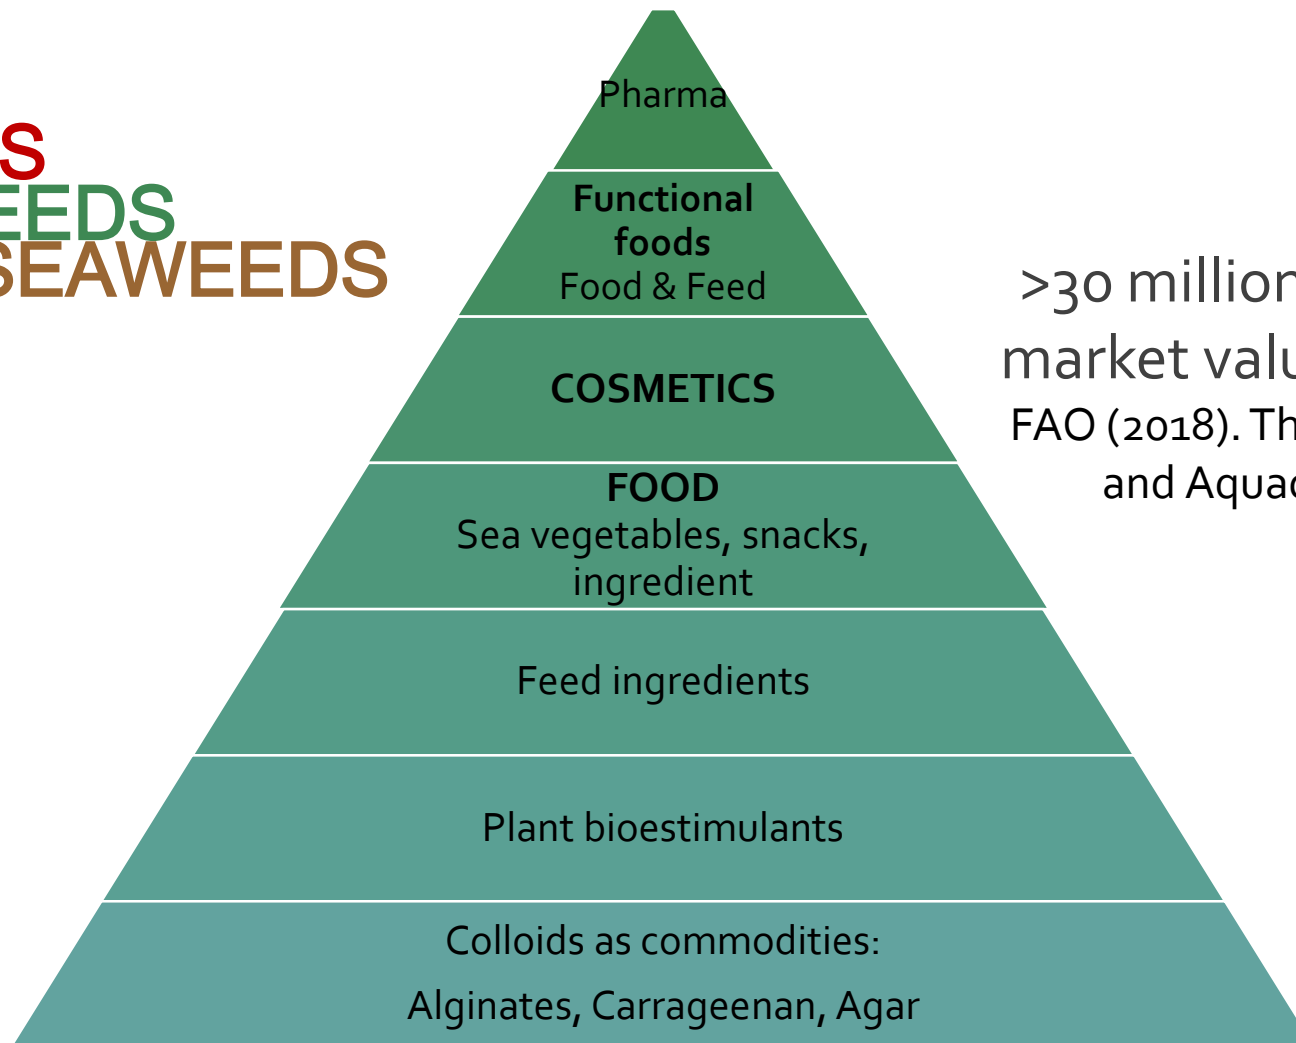 S
EEDS
SEAWEEDS
Pharma
Functional
foods
Food & Feed
COSMETICS
FOOD
Sea vegetables, snacks,
ingredient
Feed ingredients
Plant bioestimulants
Colloids as commodities:
Alginates, Carrageenan, Agar
>30 million
market valu
FAO (2018). Th
and Aquac